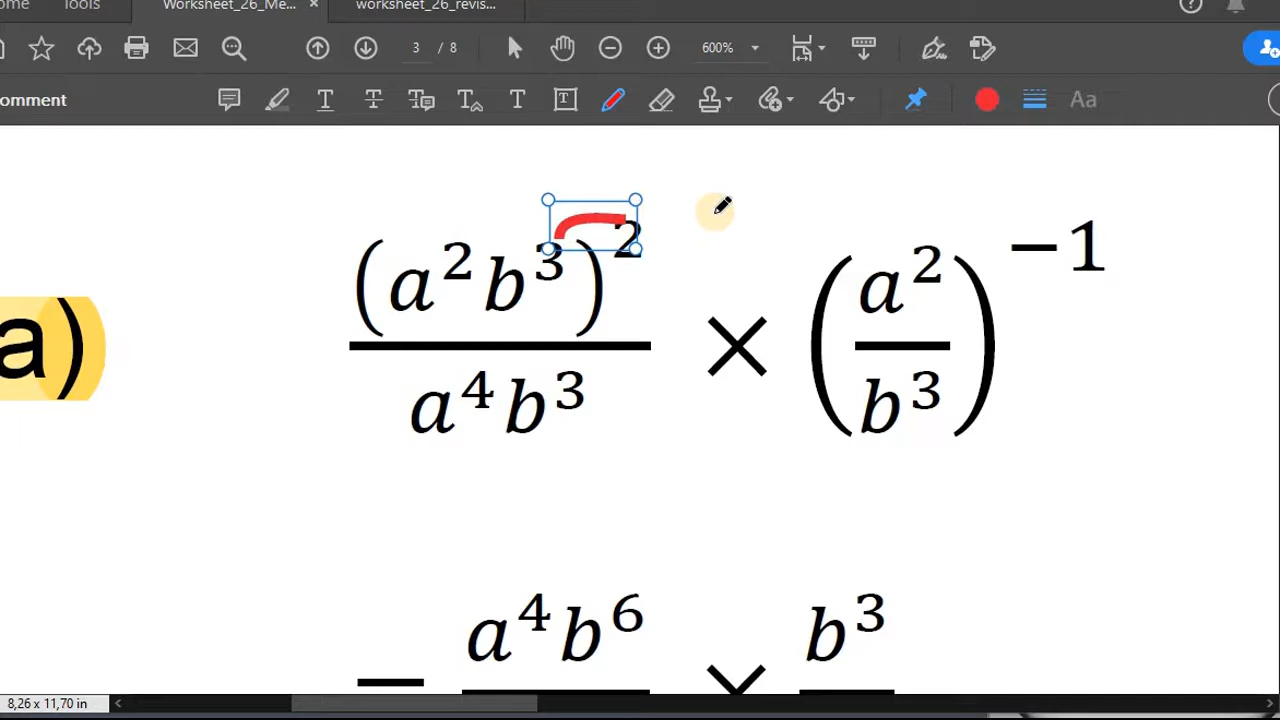 ome Tools Worksheet_26_Me... × worksheet_26_revis...
3 / 8 600%
omment Aa
a) (a²b³)² / a⁴b³ × (a² / b³)⁻¹
a⁴b⁶ × b³
8,26 x 11,70 in